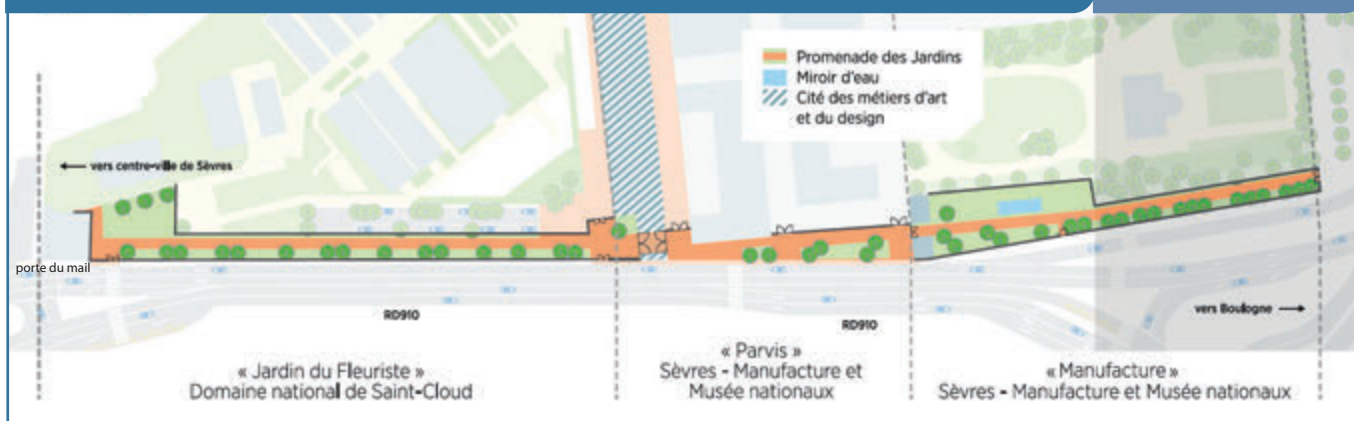 Promenade des Jardins
Miroir d'eau
Cité des métiers d'art
et du design
← vers centre-ville de Sèvres
porte du mail
RD910
RD910
vers Boulogne →
« Jardin du Fleuriste »
Domaine national de Saint-Cloud
« Parvis »
Sèvres - Manufacture et
Musée nationaux
« Manufacture »
Sèvres - Manufacture et Musée nationaux